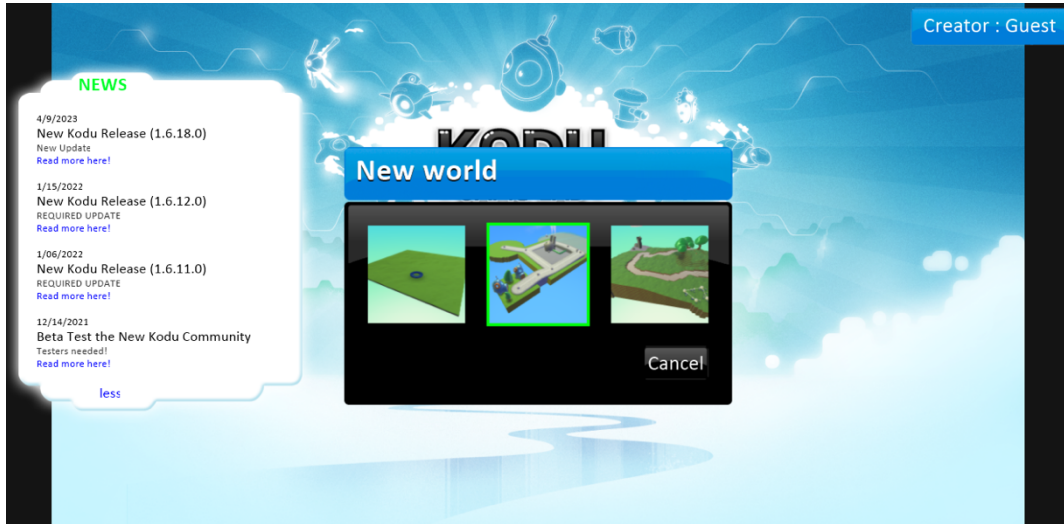 Creator : Guest
NEWS
4/9/2023
New Kodu Release (1.6.18.0)
New Update
Read more here!
1/15/2022
New Kodu Release (1.6.12.0)
REQUIRED UPDATE
Read more here!
1/06/2022
New Kodu Release (1.6.11.0)
REQUIRED UPDATE
Read more here!
12/14/2021
Beta Test the New Kodu Community
Testers needed!
Read more here!
less
KODU
New world
Cancel